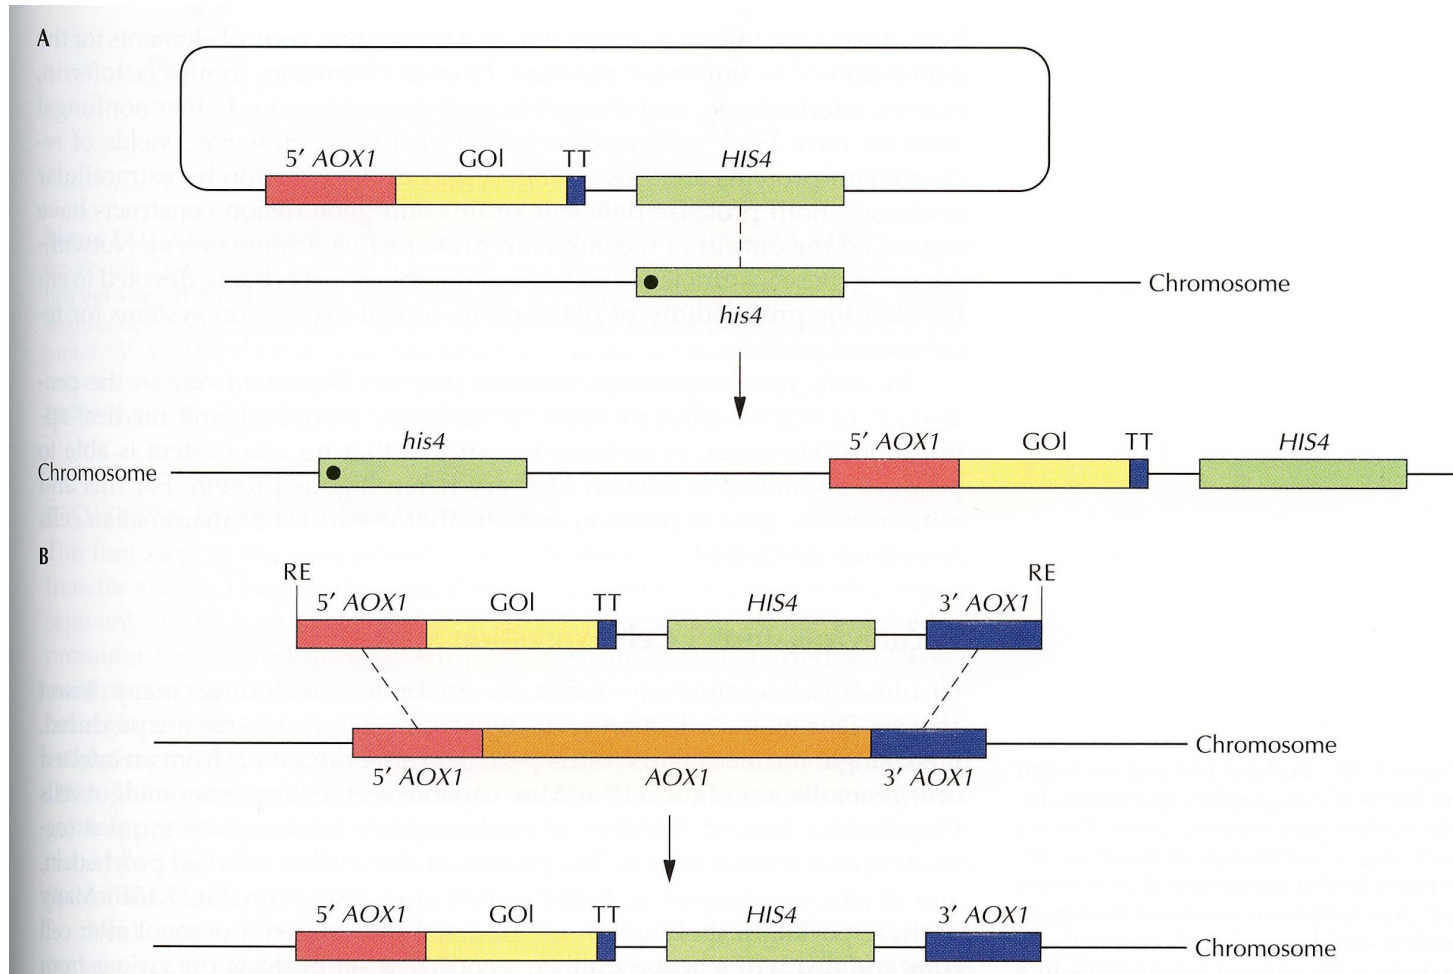 A
5′ AOX1 GOI TT HIS4
Chromosome
his4
his4 5′ AOX1 GOI TT HIS4
Chromosome
B
RE RE
5′ AOX1 GOI TT HIS4 3′ AOX1
Chromosome
5′ AOX1 AOX1 3′ AOX1
5′ AOX1 GOI TT HIS4 3′ AOX1